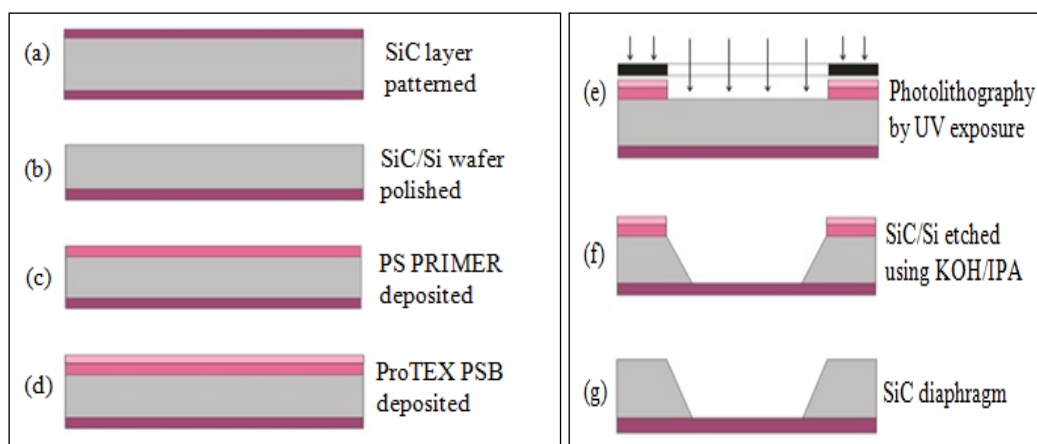 (a)
SiC layer
patterned
(b)
SiC/Si wafer
polished
(c)
PS PRIMER
deposited
(d)
ProTEX PSB
deposited
(e)
Photolithography
by UV exposure
(f)
SiC/Si etched
using KOH/IPA
(g)
SiC diaphragm